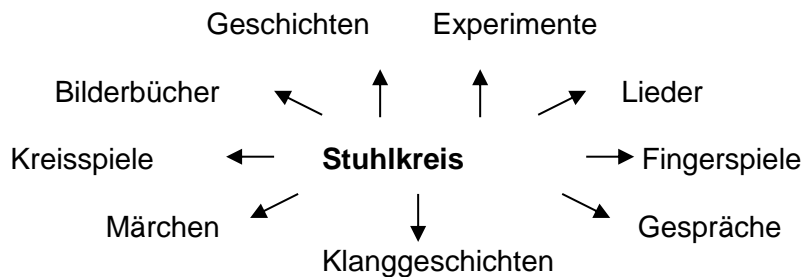 Geschichten Experimente
Bilderbücher Lieder
Kreisspiele Stuhlkreis Fingerspiele
Märchen Gespräche
Klanggeschichten